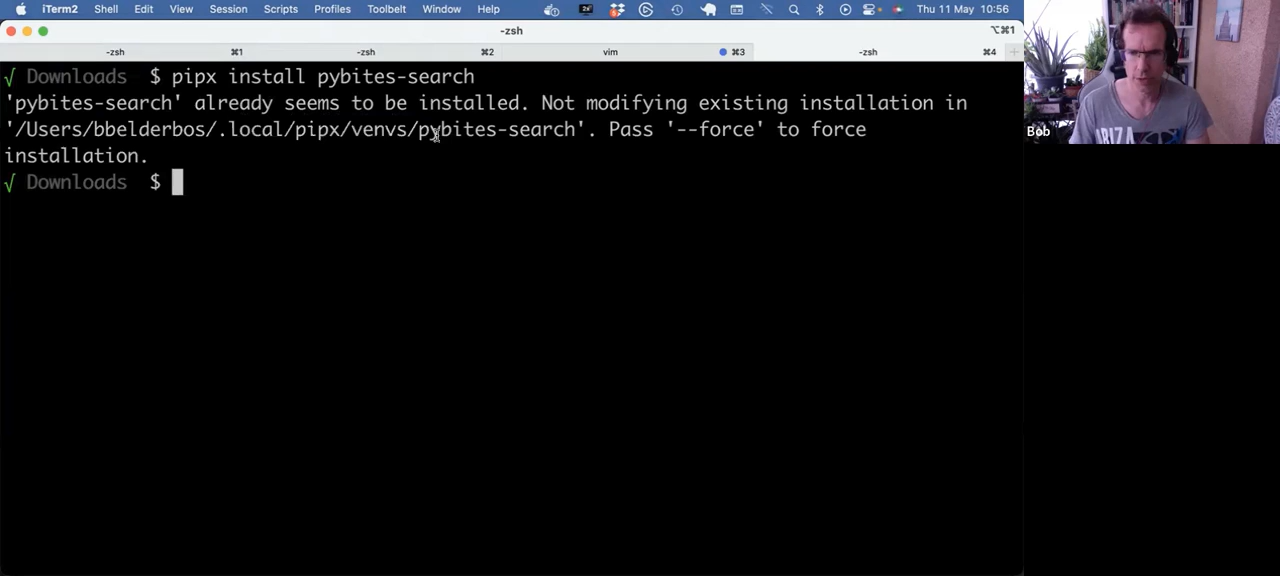 iTerm2 Shell Edit View Session Scripts Profiles Toolbelt Window Help Thu 11 May 10:56
-zsh ⌥⌘1
-zsh ⌘1 -zsh ⌘2 vim ⌘3 -zsh ⌘4
√ Downloads $ pipx install pybites-search
'pybites-search' already seems to be installed. Not modifying existing installation in
'/Users/bbelderbos/.local/pipx/venvs/pybites-search'. Pass '--force' to force
installation.
√ Downloads $
Bob